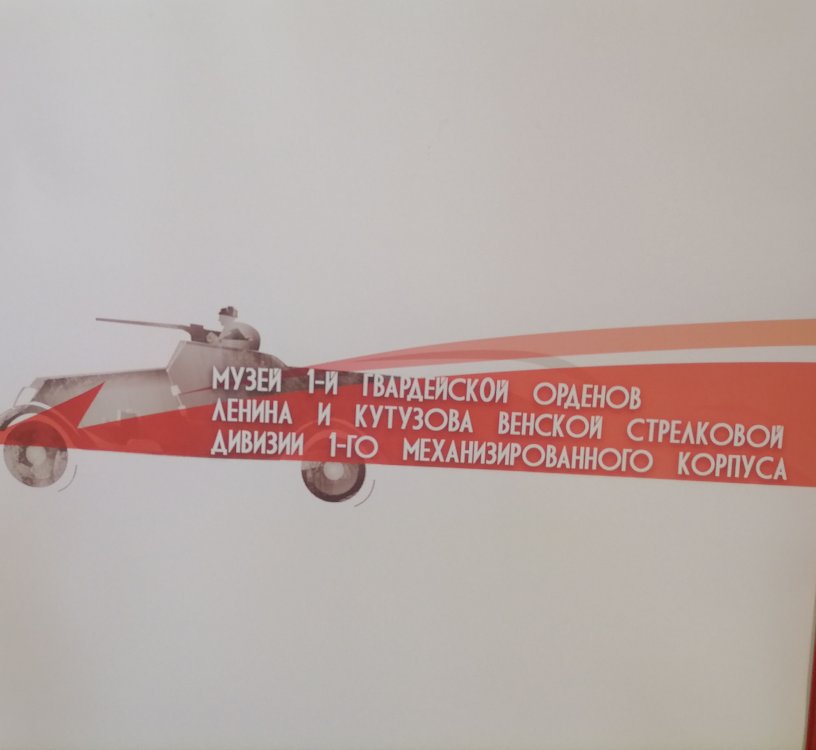 МУЗЕЙ 1-Й ГВАРДЕЙСКОЙ ОРДЕНОВ
ЛЕНИНА И КУТУЗОВА ВЕНСКОЙ СТРЕЛКОВОЙ
ДИВИЗИИ 1-ГО МЕХАНИЗИРОВАННОГО КОРПУСА